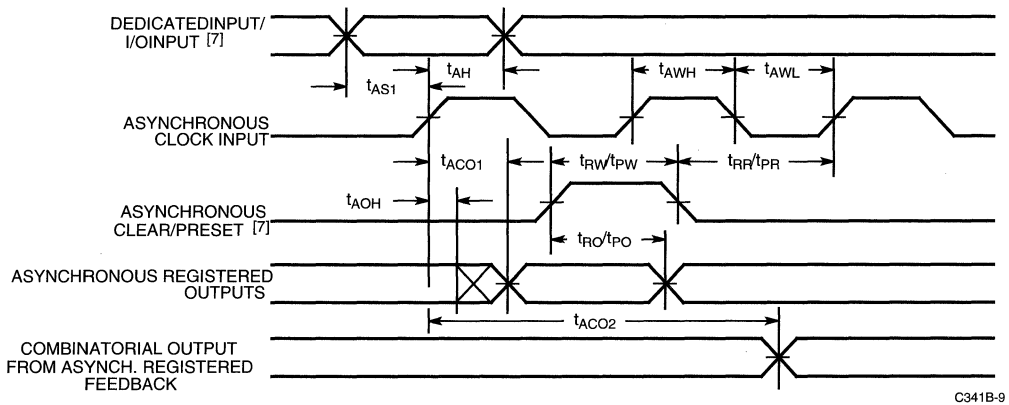 DEDICATEDINPUT/
I/OINPUT [7]
tAH
tAS1
tAWH
tAWL
ASYNCHRONOUS
CLOCK INPUT
tACO1
tRW/tPW
tRR/tPR
tAOH
ASYNCHRONOUS
CLEAR/PRESET [7]
tRO/tPO
ASYNCHRONOUS REGISTERED
OUTPUTS
tACO2
COMBINATORIAL OUTPUT
FROM ASYNCH. REGISTERED
FEEDBACK
C341B-9